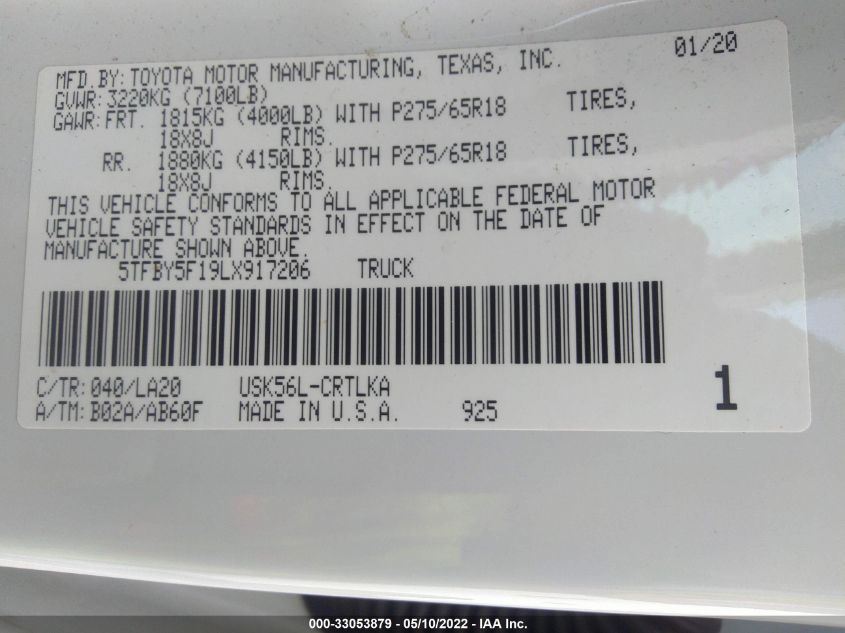 01/20
MFD BY: TOYOTA MOTOR MANUFACTURING, TEXAS, INC.
GVWR: 3220KG (7100LB)
GAWR: FRT. 1815KG (4000LB) WITH P275/65R18 TIRES,
18X8J RIMS.
RR. 1880KG (4150LB) WITH P275/65R18 TIRES,
18X8J RIMS.
THIS VEHICLE CONFORMS TO ALL APPLICABLE FEDERAL MOTOR
VEHICLE SAFETY STANDARDS IN EFFECT ON THE DATE OF
MANUFACTURE SHOWN ABOVE.
5TFBY5F19LX917206 TRUCK
C/TR: 040/LA20 USK56L-CRTLKA
A/TM: B02A/AB60F MADE IN U.S.A. 925
1
000-33053879 - 05/10/2022 - IAA Inc.